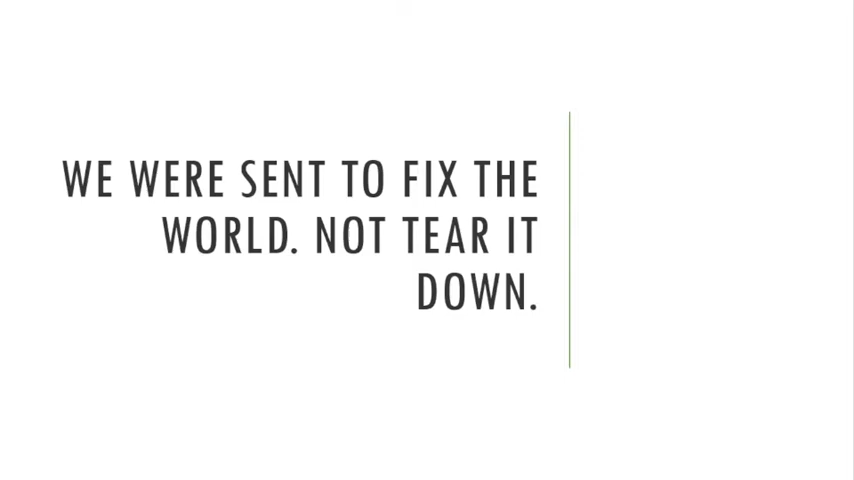 WE WERE SENT TO FIX THE
WORLD. NOT TEAR IT
DOWN.